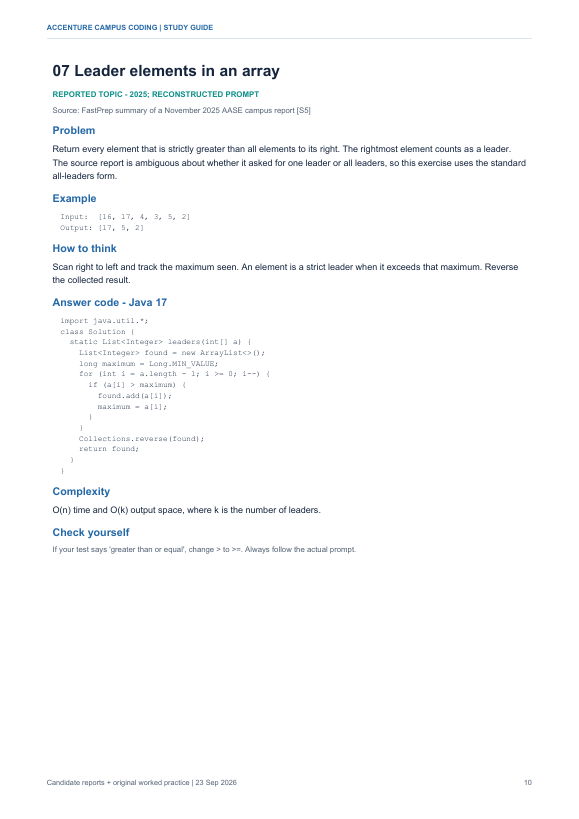 ACCENTURE CAMPUS CODING | STUDY GUIDE
07 Leader elements in an array
REPORTED TOPIC - 2025; RECONSTRUCTED PROMPT
Source: FastPrep summary of a November 2025 AASE campus report [S5]
Problem
Return every element that is strictly greater than all elements to its right. The rightmost element counts as a leader.
The source report is ambiguous about whether it asked for one leader or all leaders, so this exercise uses the standard
all-leaders form.
Example
Input:  [16, 17, 4, 3, 5, 2]
Output: [17, 5, 2]
How to think
Scan right to left and track the maximum seen. An element is a strict leader when it exceeds that maximum. Reverse
the collected result.
Answer code - Java 17
import java.util.*;
class Solution {
  static List<Integer> leaders(int[] a) {
    List<Integer> found = new ArrayList<>();
    long maximum = Long.MIN_VALUE;
    for (int i = a.length - 1; i >= 0; i--) {
      if (a[i] > maximum) {
        found.add(a[i]);
        maximum = a[i];
      }
    }
    Collections.reverse(found);
    return found;
  }
}
Complexity
O(n) time and O(k) output space, where k is the number of leaders.
Check yourself
If your test says 'greater than or equal', change > to >=. Always follow the actual prompt.
Candidate reports + original worked practice | 23 Sep 2026
10